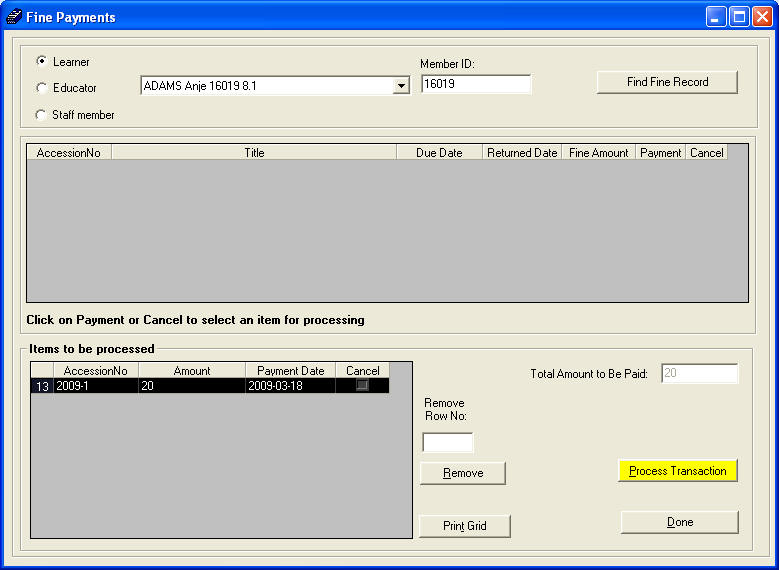 Fine Payments
Learner
Educator
Staff member
ADAMS Anje 16019 8.1
Member ID:
16019
Find Fine Record
AccessionNo Title Due Date Returned Date Fine Amount Payment Cancel
Click on Payment or Cancel to select an item for processing
Items to be processed
AccessionNo Amount Payment Date Cancel
13 2009-1 20 2009-03-18
Total Amount to Be Paid: 20
Remove
Row No:
Remove
Process Transaction
Print Grid
Done